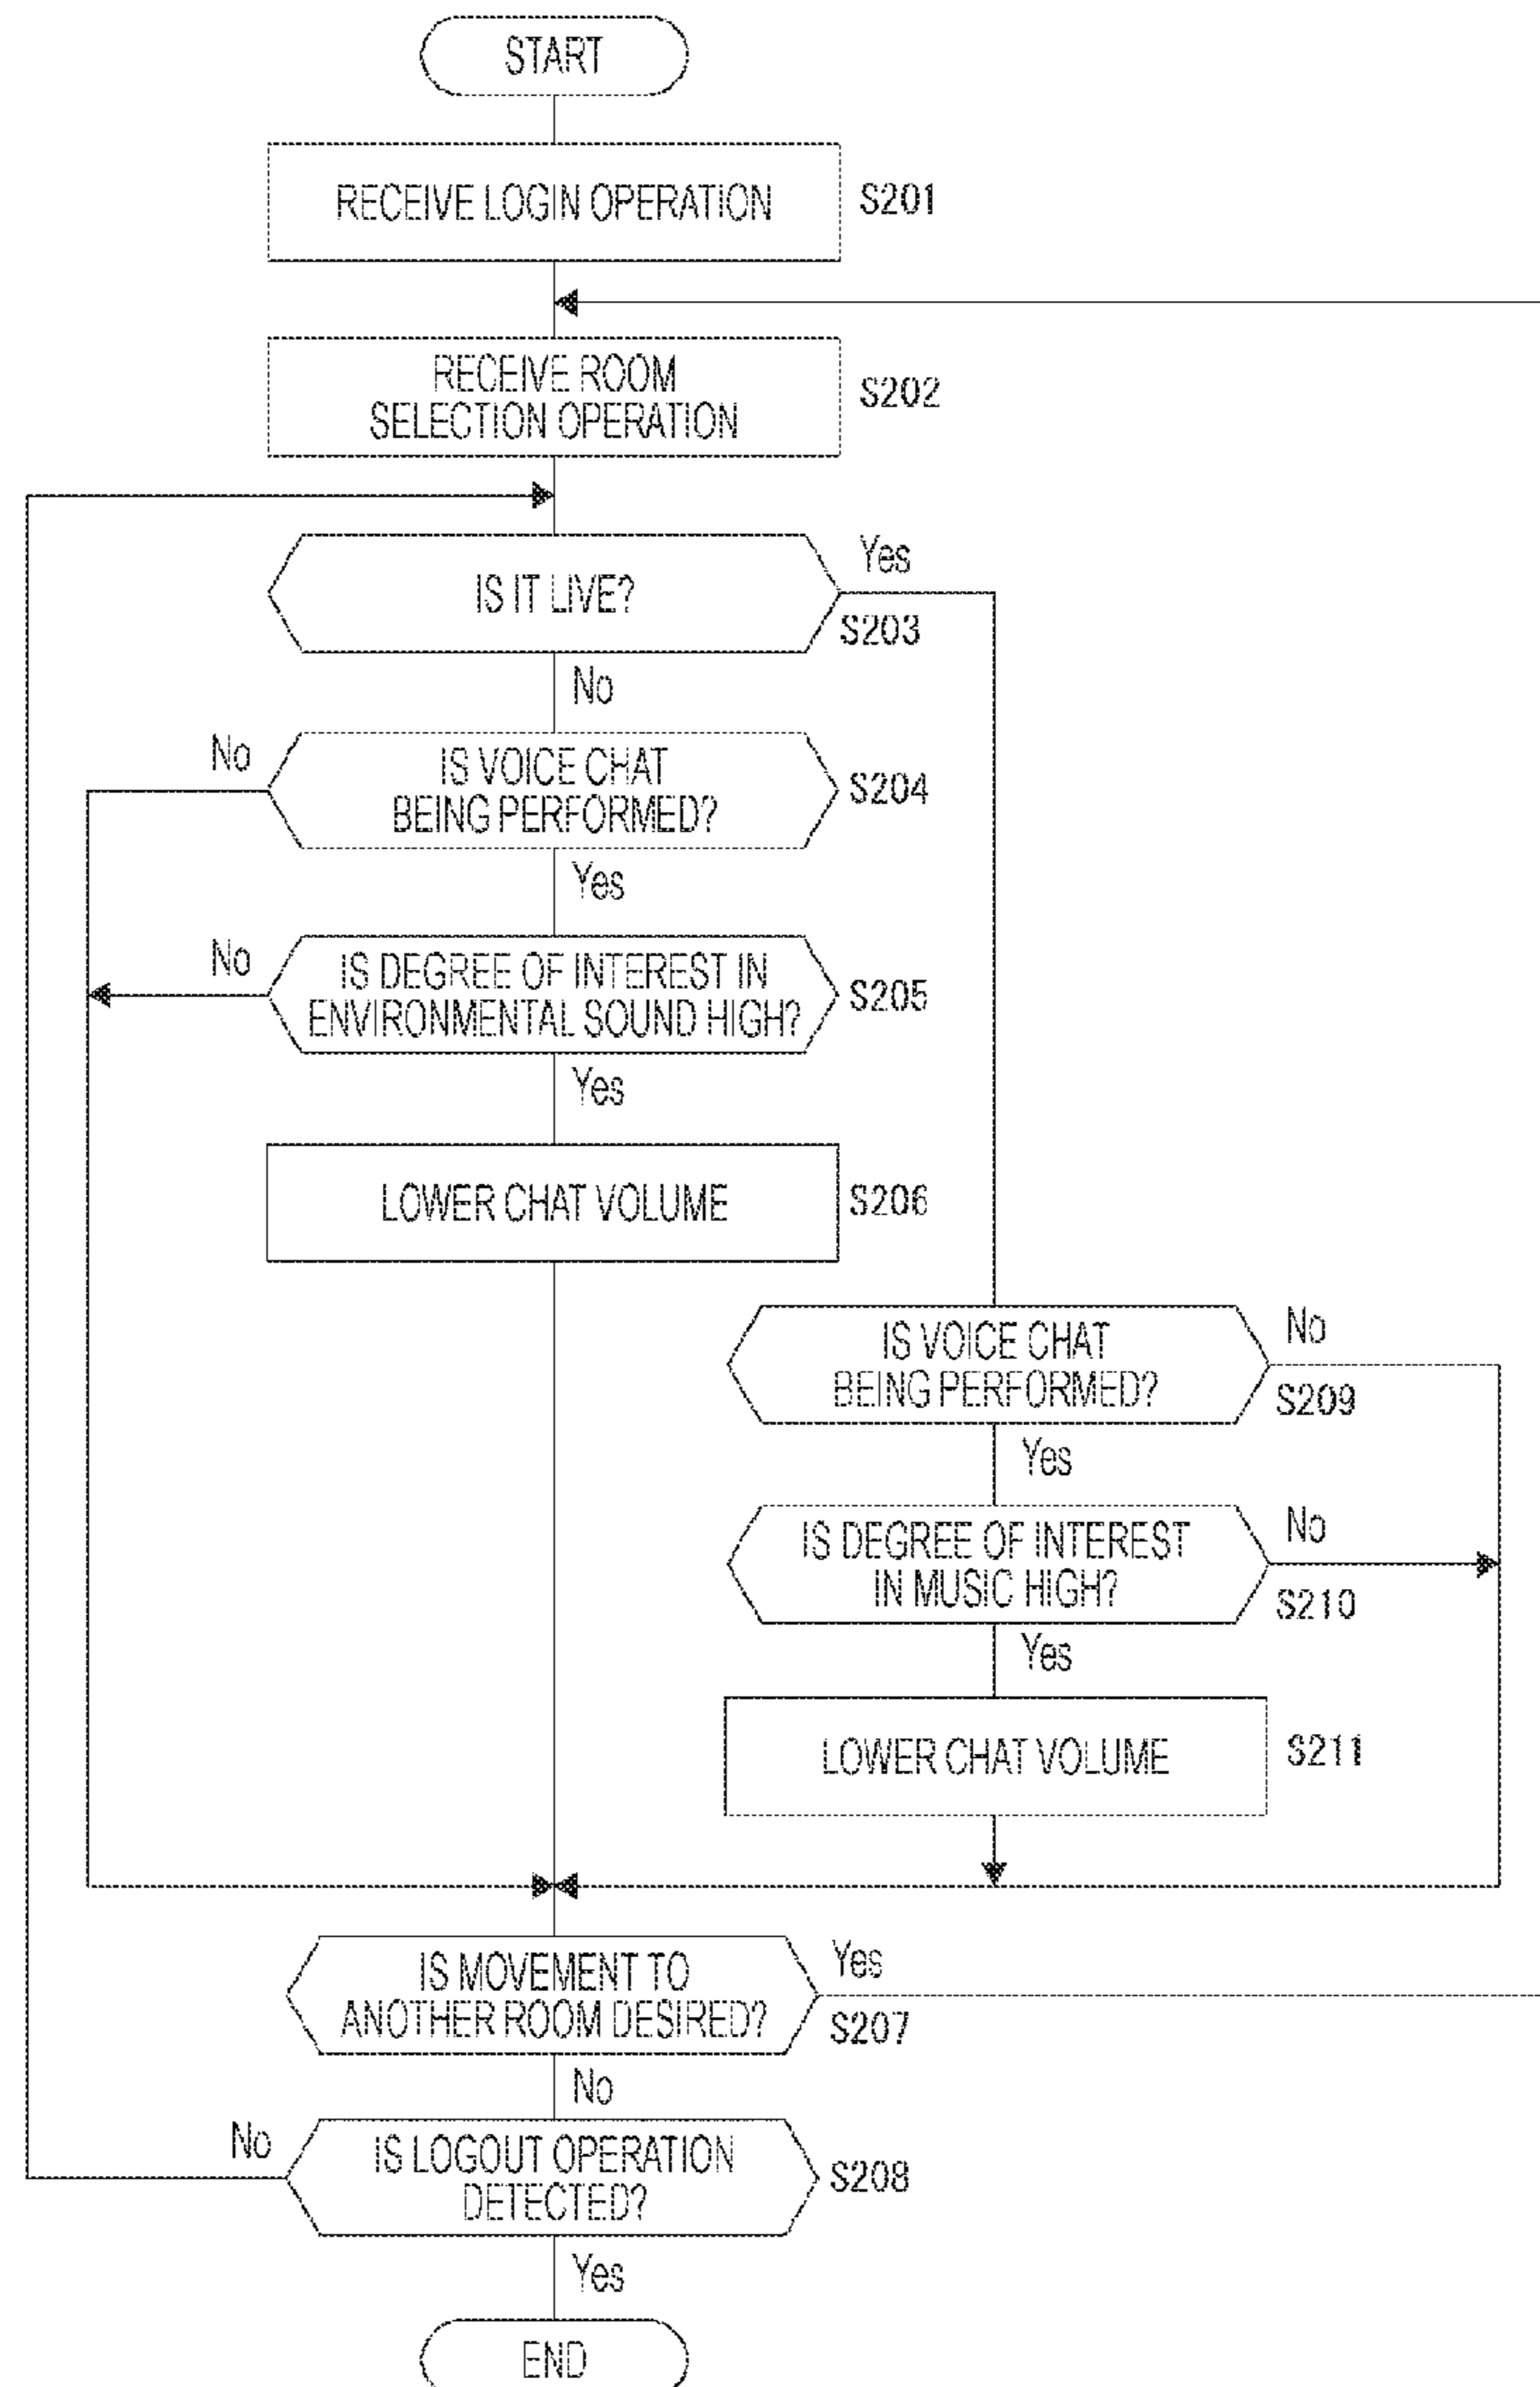 START
RECEIVE LOGIN OPERATION
S201
RECEIVE ROOM
SELECTION OPERATION
S202
IS IT LIVE?
Yes
S203
No
IS VOICE CHAT
BEING PERFORMED?
No
S204
Yes
IS DEGREE OF INTEREST IN
ENVIRONMENTAL SOUND HIGH?
No
S205
Yes
LOWER CHAT VOLUME
S206
IS VOICE CHAT
BEING PERFORMED?
No
S209
Yes
IS DEGREE OF INTEREST
IN MUSIC HIGH?
No
S210
Yes
LOWER CHAT VOLUME
S211
IS MOVEMENT TO
ANOTHER ROOM DESIRED?
Yes
S207
No
IS LOGOUT OPERATION
DETECTED?
No
S208
Yes
END